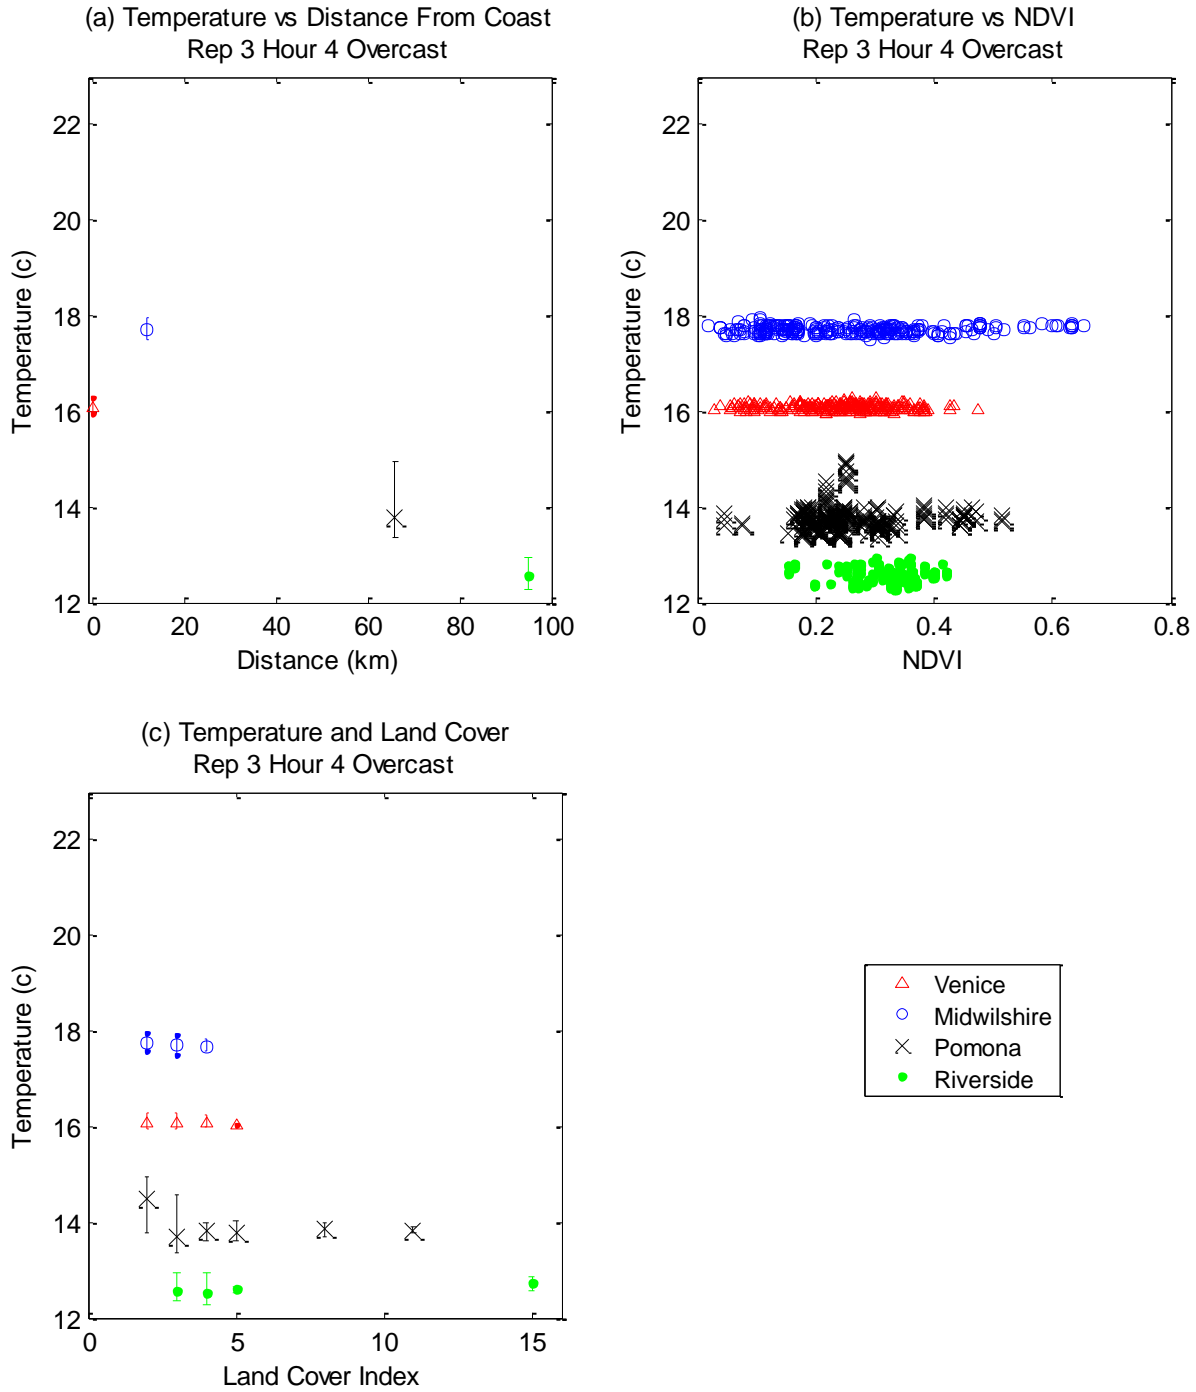 (a) Temperature vs Distance From Coast
Rep 3 Hour 4 Overcast
22
20
18
16
14
12
Temperature (c)
0 20 40 60 80 100
Distance (km)
(b) Temperature vs NDVI
Rep 3 Hour 4 Overcast
22
20
18
16
14
12
Temperature (c)
0 0.2 0.4 0.6 0.8
NDVI
(c) Temperature and Land Cover
Rep 3 Hour 4 Overcast
22
20
18
16
14
12
Temperature (c)
0 5 10 15
Land Cover Index
Venice
Midwilshire
Pomona
Riverside